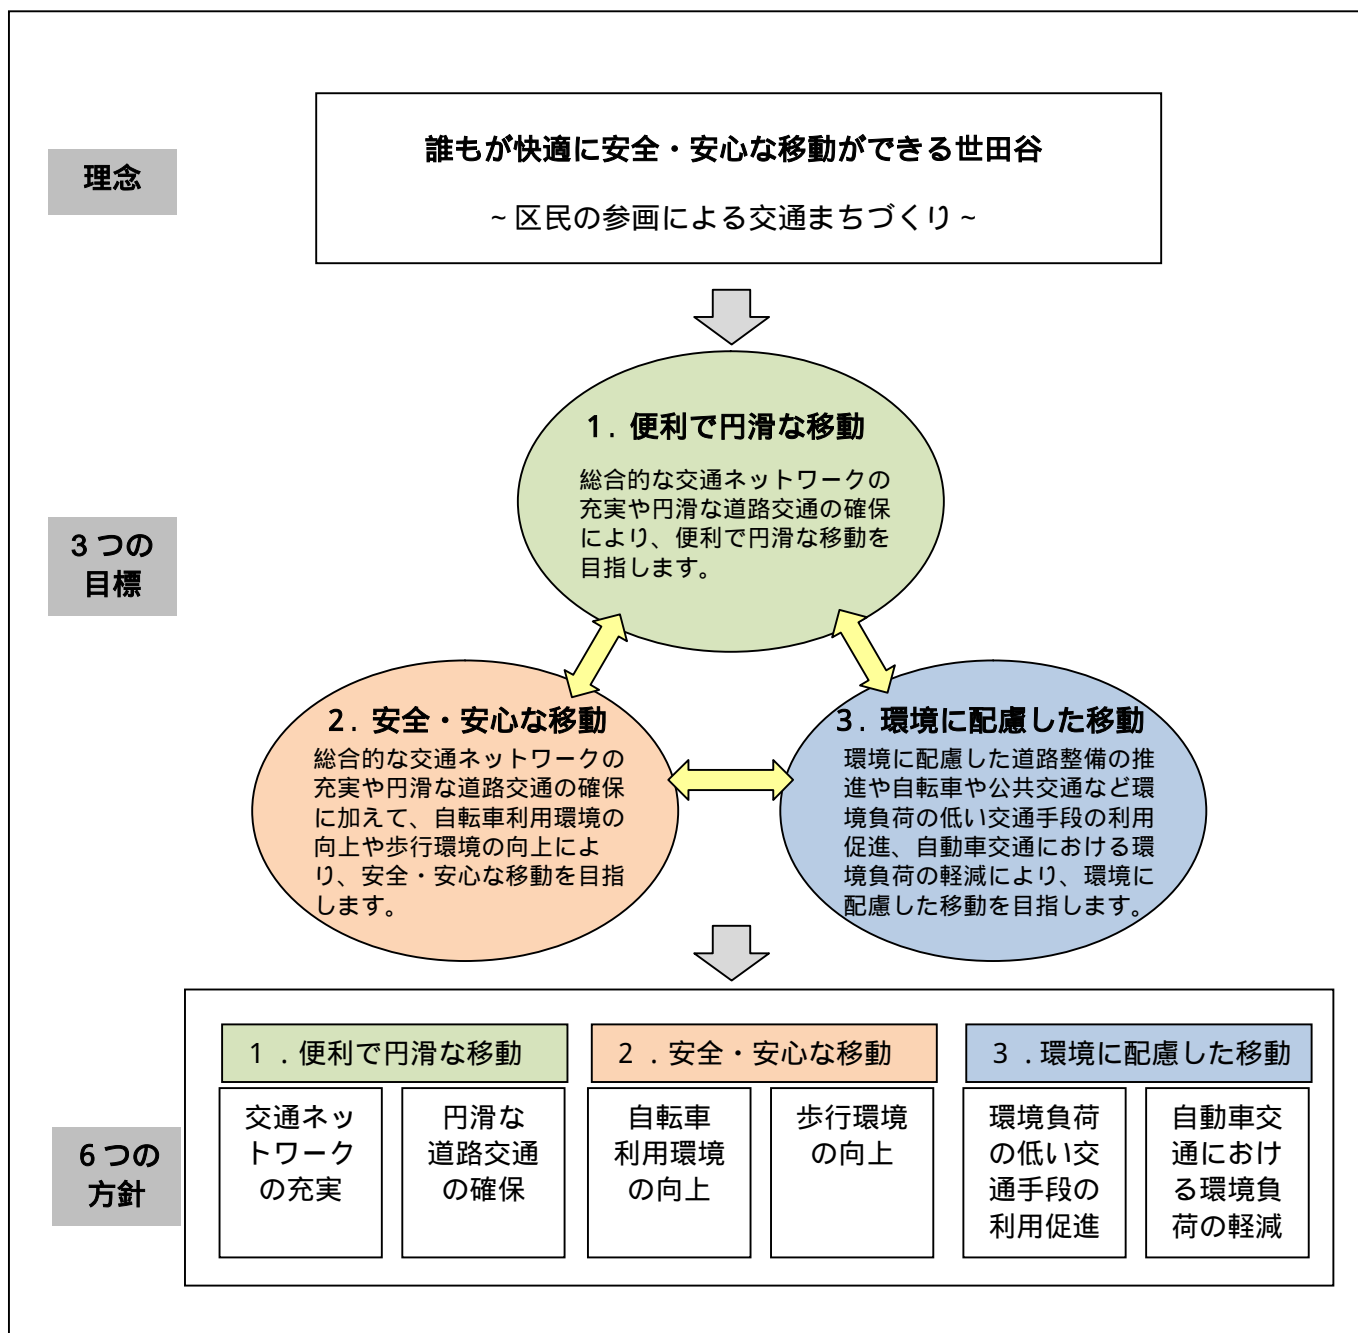 理念
誰もが快適に安全・安心な移動ができる世田谷
~区民の参画による交通まちづくり~
3つの
目標
1. 便利で円滑な移動
総合的な交通ネットワークの
充実や円滑な道路交通の確保
により、便利で円滑な移動を
目指します。
2. 安全・安心な移動
総合的な交通ネットワークの
充実や円滑な道路交通の確保
に加えて、自転車利用環境の
向上や歩行環境の向上によ
り、安全・安心な移動を目指
します。
3. 環境に配慮した移動
環境に配慮した道路整備の推
進や自転車や公共交通など環
境負荷の低い交通手段の利用
促進、自動車交通における環
境負荷の軽減により、環境に
配慮した移動を目指します。
6つの
方針
1．便利で円滑な移動
交通ネッ
トワーク
の充実
円滑な
道路交通
の確保
2．安全・安心な移動
自転車
利用環境
の向上
歩行環境
の向上
3．環境に配慮した移動
環境負荷
の低い交
通手段の
利用促進
自動車交
通におけ
る環境負
荷の軽減